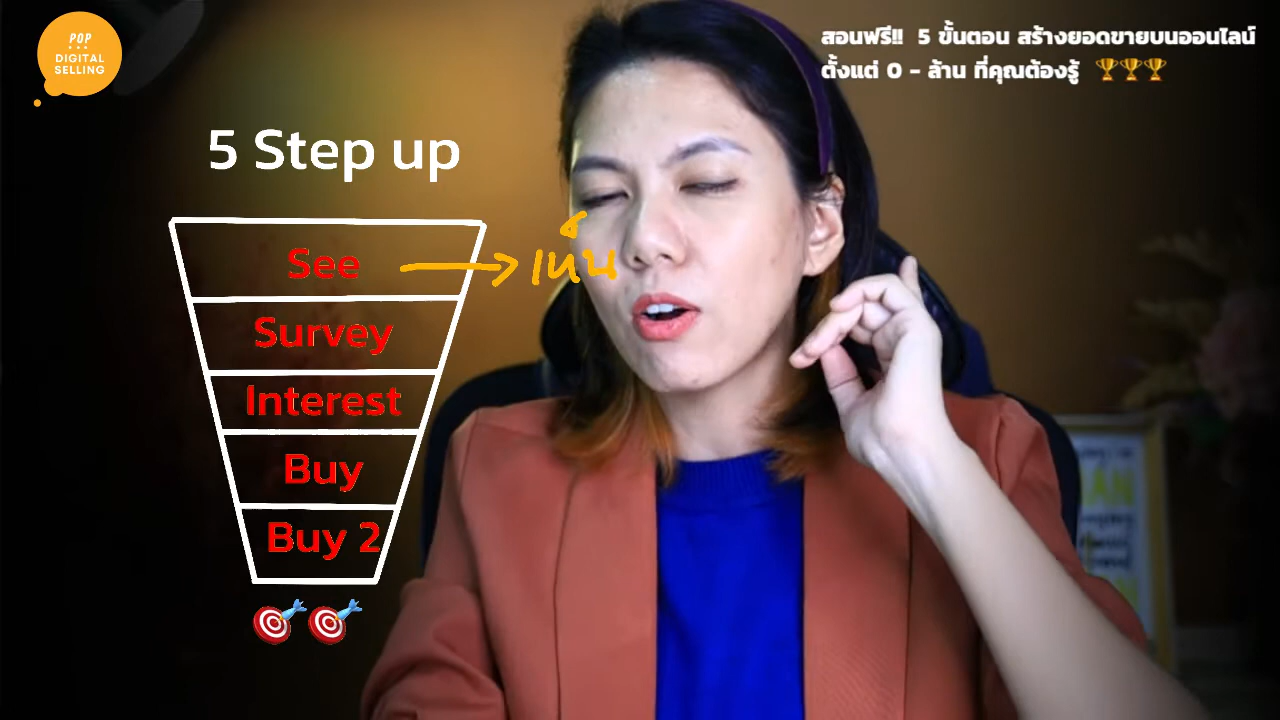 POP
DIGITAL
SELLING
สอนฟรี!! 5 ขั้นตอน สร้างยอดขายบนออนไลน์
ตั้งแต่ 0 - ล้าน ที่คุณต้องรู้ 🏆🏆🏆
5 Step up
See → เห็น
Survey
Interest
Buy
Buy 2
🎯🎯